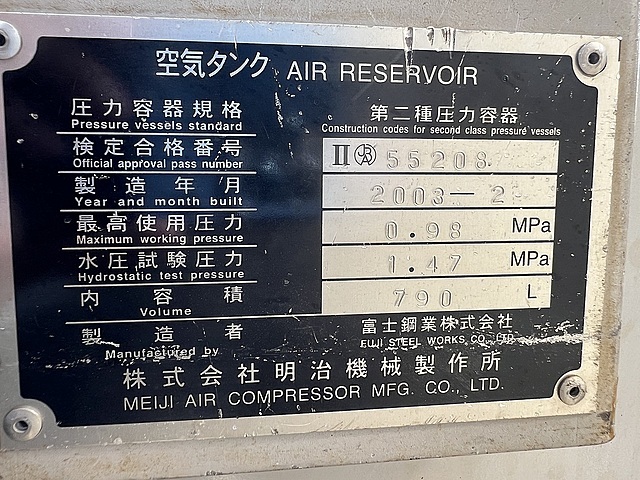 空気タンク AIR RESERVOIR
圧力容器規格 第二種圧力容器
Pressure vessels standard Construction codes for second class pressure vessels
検定合格番号 II 55208
Official approval pass number
製造年月 2003-2
Year and month built
最高使用圧力 0.98 MPa
Maximum working pressure
水圧試験圧力 1.47 MPa
Hydrostatic test pressure
内容積 790 L
Volume
製造者 富士鋼業株式会社
Manufactured by FUJI STEEL WORKS CO., LTD.
株式会社明治機械製作所
MEIJI AIR COMPRESSOR MFG. CO., LTD.